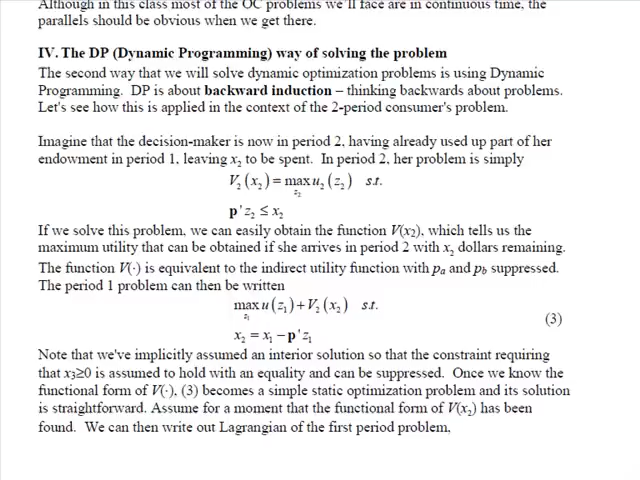 Although in this class most of the OC problems we'll face are in continuous time, the
parallels should be obvious when we get there.
IV. The DP (Dynamic Programming) way of solving the problem
The second way that we will solve dynamic optimization problems is using Dynamic
Programming. DP is about backward induction – thinking backwards about problems.
Let's see how this is applied in the context of the 2-period consumer's problem.
Imagine that the decision-maker is now in period 2, having already used up part of her
endowment in period 1, leaving x₂ to be spent. In period 2, her problem is simply
V₂(x₂) = max u₂(z₂) s.t.
z₂
p'z₂ ≤ x₂
If we solve this problem, we can easily obtain the function V(x₂), which tells us the
maximum utility that can be obtained if she arrives in period 2 with x₂ dollars remaining.
The function V(·) is equivalent to the indirect utility function with pₐ and p_b suppressed.
The period 1 problem can then be written
max u(z₁) + V₂(x₂) s.t.
z₁
(3)
x₂ = x₁ − p'z₁
Note that we've implicitly assumed an interior solution so that the constraint requiring
that x₃≥0 is assumed to hold with an equality and can be suppressed. Once we know the
functional form of V(·), (3) becomes a simple static optimization problem and its solution
is straightforward. Assume for a moment that the functional form of V(x₂) has been
found. We can then write out Lagrangian of the first period problem,